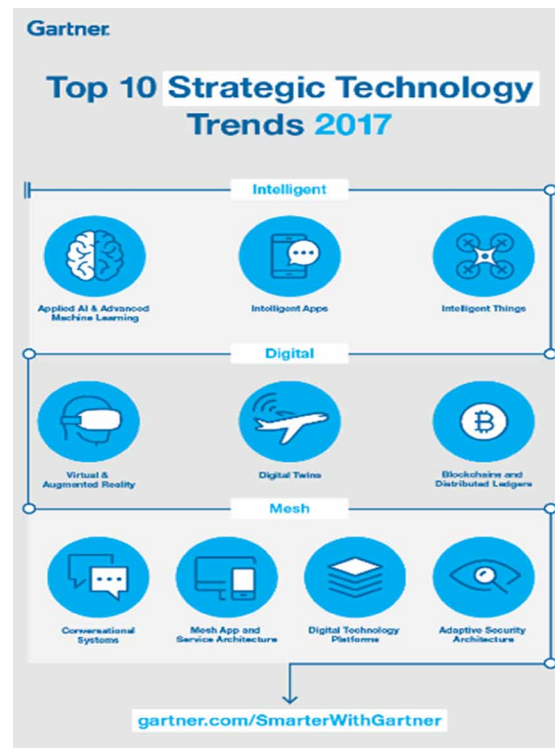 Gartner
Top 10 Strategic Technology
Trends 2017
Intelligent
Applied AI & Advanced
Machine Learning
Intelligent Apps
Intelligent Things
Digital
Virtual &
Augmented Reality
Digital Twins
Blockchains and
Distributed Ledgers
Mesh
Conversational
Systems
Mesh App and
Service Architecture
Digital Technology
Platforms
Adaptive Security
Architecture
gartner.com/SmarterWithGartner